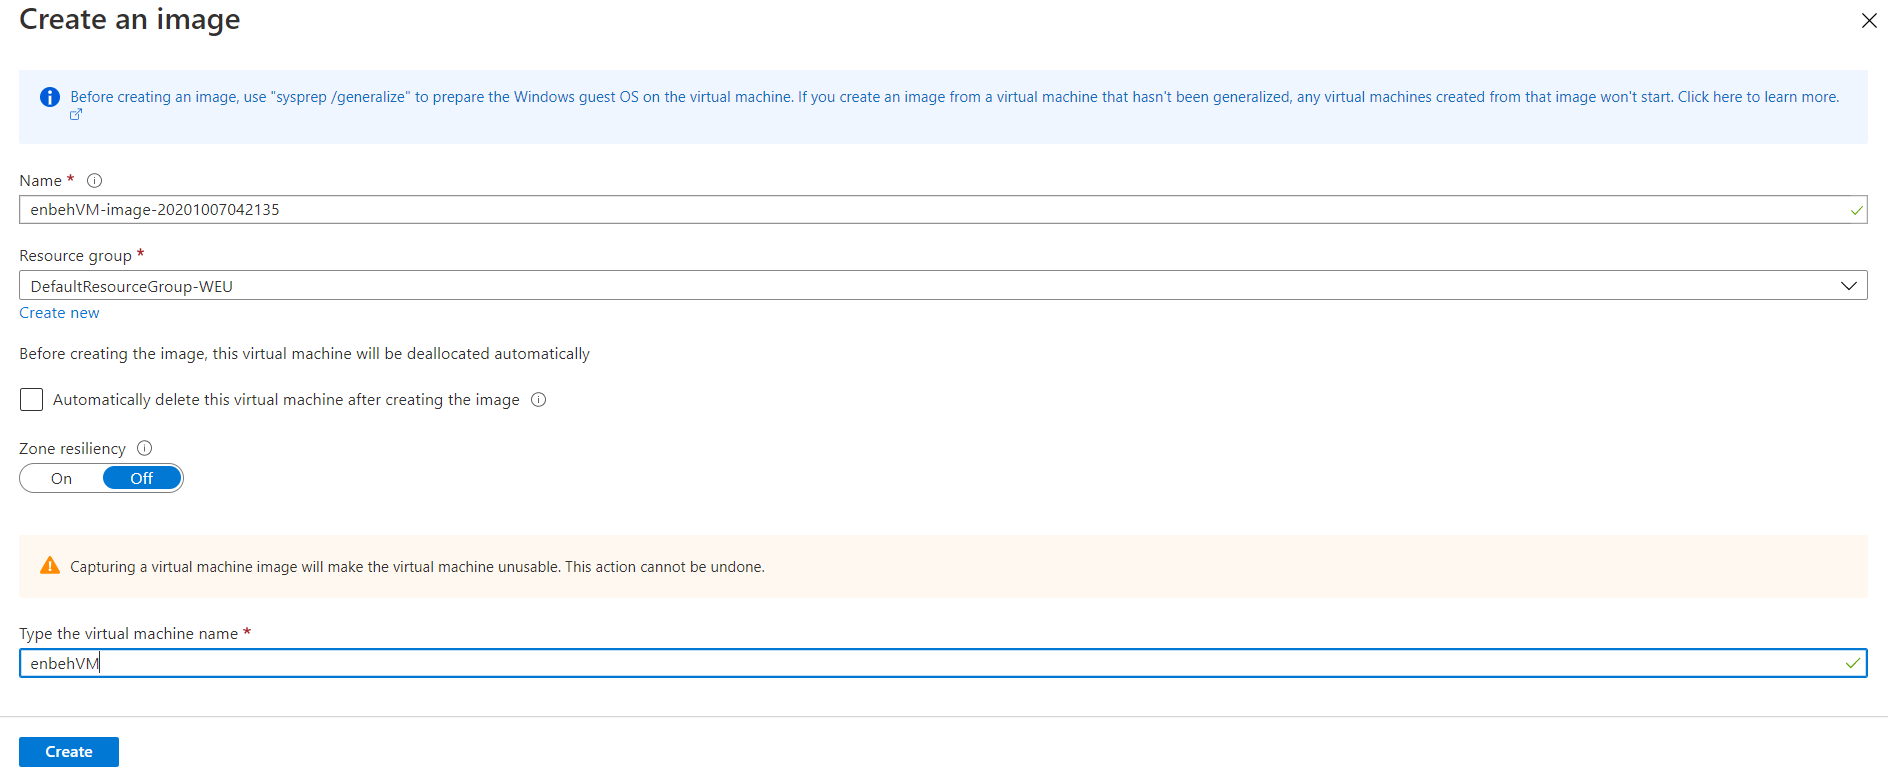 Create an image
Before creating an image, use "sysprep /generalize" to prepare the Windows guest OS on the virtual machine. If you create an image from a virtual machine that hasn't been generalized, any virtual machines created from that image won't start. Click here to learn more.
Name *
enbehVM-image-20201007042135
Resource group *
DefaultResourceGroup-WEU
Create new
Before creating the image, this virtual machine will be deallocated automatically
Automatically delete this virtual machine after creating the image
Zone resiliency
On Off
Capturing a virtual machine image will make the virtual machine unusable. This action cannot be undone.
Type the virtual machine name *
enbehVM
Create